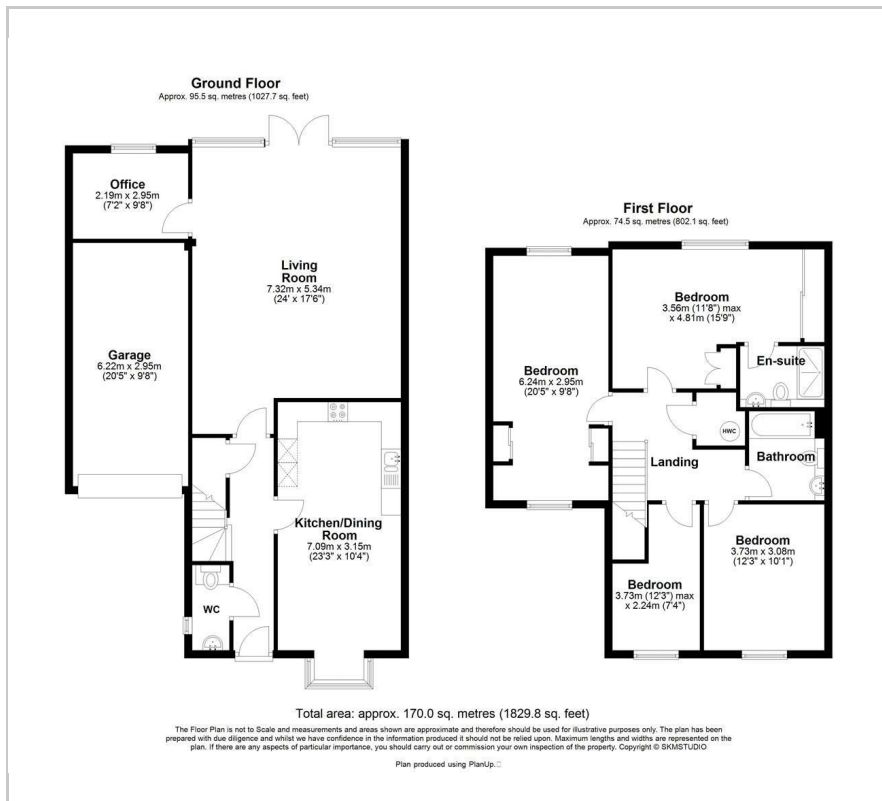 Ground Floor
Approx. 95.5 sq. metres (1027.7 sq. feet)
Office
2.19m x 2.95m
(7'2" x 9'8")
Living
Room
7.32m x 5.34m
(24' x 17'6")
Garage
6.22m x 2.95m
(20'5" x 9'8")
Kitchen/Dining
Room
7.09m x 3.15m
(23'3" x 10'4")
WC
First Floor
Approx. 74.5 sq. metres (802.1 sq. feet)
Bedroom
3.56m (11'8") max
x 4.81m (15'9")
En-suite
Bedroom
6.24m x 2.95m
(20'5" x 9'8")
HWC
Landing
Bathroom
Bedroom
3.73m x 3.08m
(12'3" x 10'1")
Bedroom
3.73m (12'3") max
x 2.24m (7'4")
Total area: approx. 170.0 sq. metres (1829.8 sq. feet)
The Floor Plan is not to Scale and measurements and areas shown are approximate and therefore should be used for illustrative purposes only. The plan has been
prepared with due diligence and whilst we have confidence in the information produced it should not be relied upon. Maximum lengths and widths are represented on the
plan. If there are any aspects of particular importance, you should carry out or commission your own inspection of the property. Copyright © SKMSTUDIO
Plan produced using PlanUp.